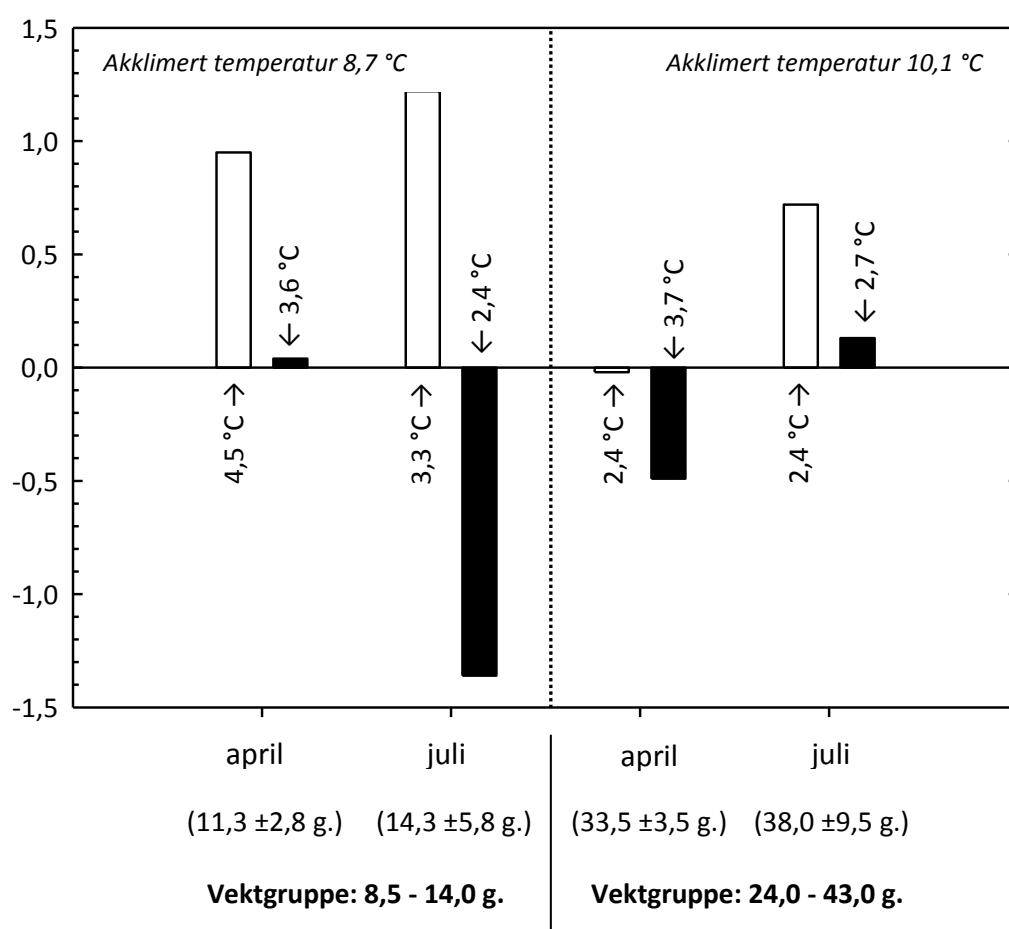 1,5
Akklimert temperatur 8,7 °C
Akklimert temperatur 10,1 °C
1,0
0,5
0,0
-0,5
-1,0
-1,5
4,5 °C →
← 3,6 °C
3,3 °C →
← 2,4 °C
2,4 °C →
← 3,7 °C
2,4 °C →
← 2,7 °C
april juli april juli
(11,3 ±2,8 g.) (14,3 ±5,8 g.) (33,5 ±3,5 g.) (38,0 ±9,5 g.)
Vektgruppe: 8,5 - 14,0 g. Vektgruppe: 24,0 - 43,0 g.